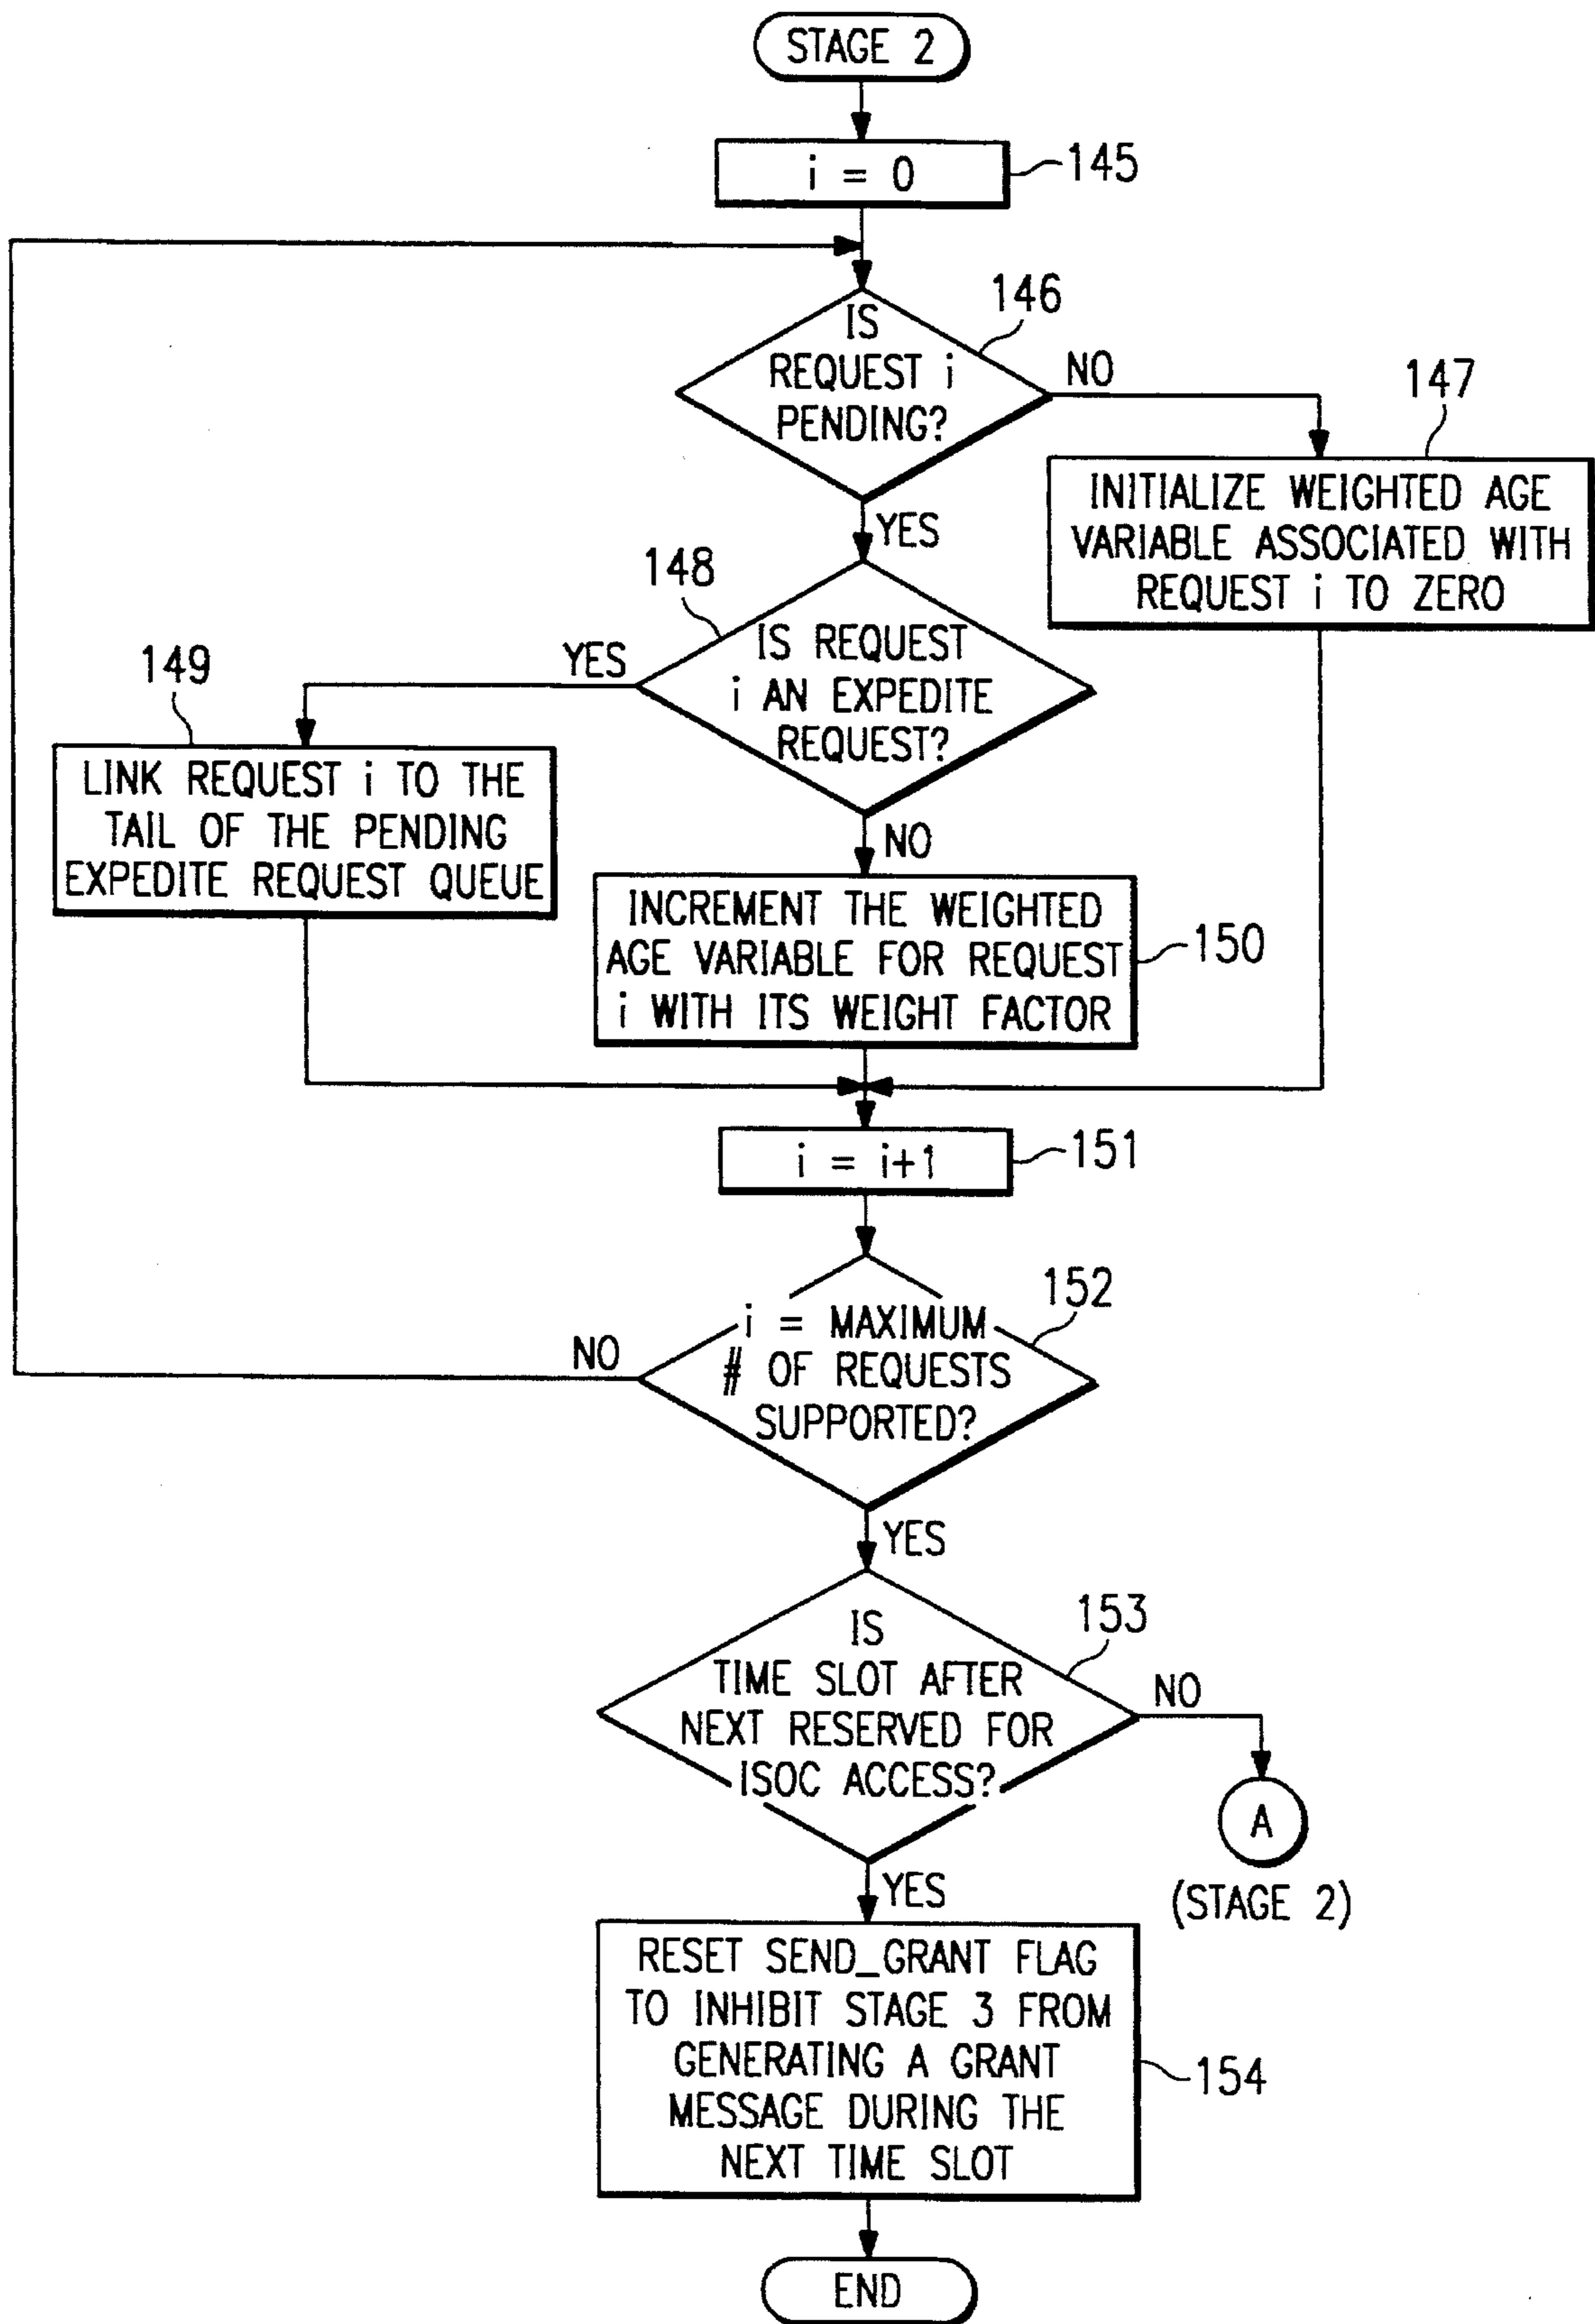 STAGE 2
i = 0
145
IS
REQUEST i
PENDING?
146
NO
YES
147
INITIALIZE WEIGHTED AGE
VARIABLE ASSOCIATED WITH
REQUEST i TO ZERO
148
IS REQUEST
i AN EXPEDITE
REQUEST?
YES
NO
149
LINK REQUEST i TO THE
TAIL OF THE PENDING
EXPEDITE REQUEST QUEUE
INCREMENT THE WEIGHTED
AGE VARIABLE FOR REQUEST
i WITH ITS WEIGHT FACTOR
150
i = i+1
151
i = MAXIMUM
# OF REQUESTS
SUPPORTED?
152
NO
YES
IS
TIME SLOT AFTER
NEXT RESERVED FOR
ISOC ACCESS?
153
NO
A
(STAGE 2)
YES
RESET SEND_GRANT FLAG
TO INHIBIT STAGE 3 FROM
GENERATING A GRANT
MESSAGE DURING THE
NEXT TIME SLOT
154
END